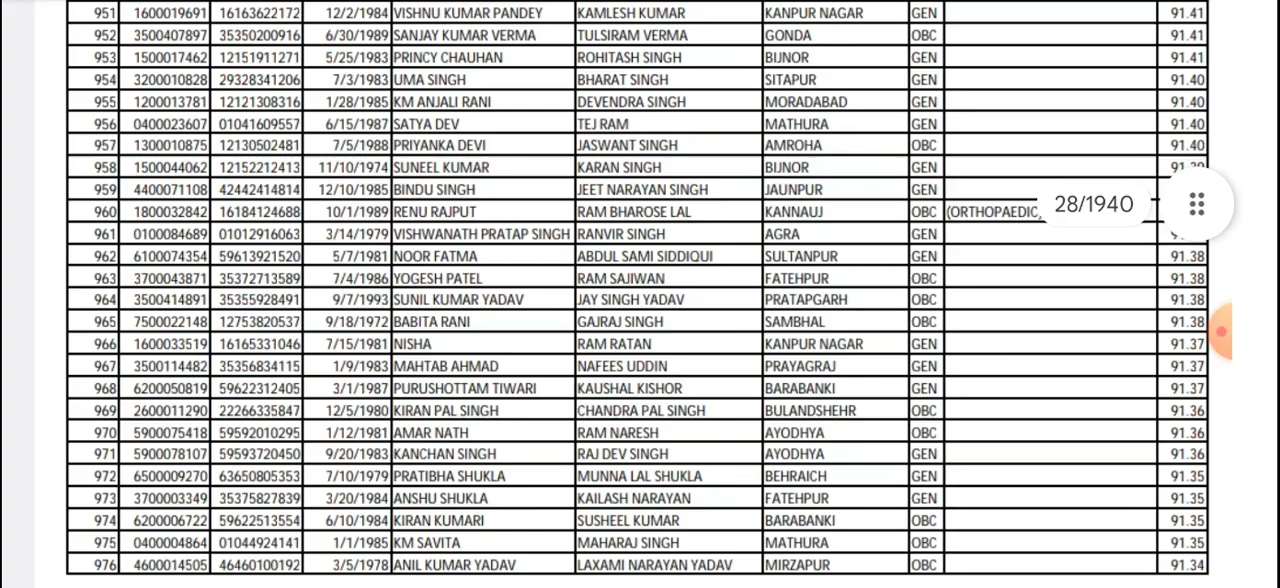 951 1600019691 16163622172 12/2/1984 VISHNU KUMAR PANDEY KAMLESH KUMAR KANPUR NAGAR GEN 91.41
952 3500407897 35350200916 6/30/1989 SANJAY KUMAR VERMA TULSIRAM VERMA GONDA OBC 91.41
953 1500017462 12151911271 5/25/1983 PRINCY CHAUHAN ROHITASH SINGH BIJNOR GEN 91.41
954 3200010828 29328341206 7/3/1983 UMA SINGH BHARAT SINGH SITAPUR GEN 91.40
955 1200013781 12121308316 1/28/1985 KM ANJALI RANI DEVENDRA SINGH MORADABAD GEN 91.40
956 0400023607 01041609557 6/15/1987 SATYA DEV TEJ RAM MATHURA GEN 91.40
957 1300010875 12130502481 7/5/1988 PRIYANKA DEVI JASWANT SINGH AMROHA OBC 91.40
958 1500044062 12152212413 11/10/1974 SUNEEL KUMAR KARAN SINGH BIJNOR GEN
959 4400071108 42442414814 12/10/1985 BINDU SINGH JEET NARAYAN SINGH JAUNPUR GEN
960 1800032842 16184124688 10/1/1989 RENU RAJPUT RAM BHAROSE LAL KANNAUJ OBC (ORTHOPAEDIC, 28/1940
961 0100084689 01012916063 3/14/1979 VISHWANATH PRATAP SINGH RANVIR SINGH AGRA GEN
962 6100074354 59613921520 5/7/1981 NOOR FATMA ABDUL SAMI SIDDIQUI SULTANPUR GEN 91.38
963 3700043871 35372713589 7/4/1986 YOGESH PATEL RAM SAJIWAN FATEHPUR OBC 91.38
964 3500414891 35355928491 9/7/1993 SUNIL KUMAR YADAV JAY SINGH YADAV PRATAPGARH OBC 91.38
965 7500022148 12753820537 9/18/1972 BABITA RANI GAJRAJ SINGH SAMBHAL OBC 91.38
966 1600033519 16165331046 7/15/1981 NISHA RAM RATAN KANPUR NAGAR GEN 91.37
967 3500114482 35356834115 1/9/1983 MAHTAB AHMAD NAFEES UDDIN PRAYAGRAJ GEN 91.37
968 6200050819 59622312405 3/1/1987 PURUSHOTTAM TIWARI KAUSHAL KISHOR BARABANKI GEN 91.37
969 2600011290 22266335847 12/5/1980 KIRAN PAL SINGH CHANDRA PAL SINGH BULANDSHEHR OBC 91.36
970 5900075418 59592010295 1/12/1981 AMAR NATH RAM NARESH AYODHYA OBC 91.36
971 5900078107 59593720450 9/20/1983 KANCHAN SINGH RAJ DEV SINGH AYODHYA GEN 91.36
972 6500009270 63650805353 7/10/1979 PRATIBHA SHUKLA MUNNA LAL SHUKLA BEHRAICH GEN 91.35
973 3700003349 35375827839 3/20/1984 ANSHU SHUKLA KAILASH NARAYAN FATEHPUR GEN 91.35
974 6200006722 59622513554 6/10/1984 KIRAN KUMARI SUSHEEL KUMAR BARABANKI OBC 91.35
975 0400004864 01044924141 1/1/1985 KM SAVITA MAHARAJ SINGH MATHURA OBC 91.35
976 4600014505 46460100192 3/5/1978 ANIL KUMAR YADAV LAXAMI NARAYAN YADAV MIRZAPUR OBC 91.34